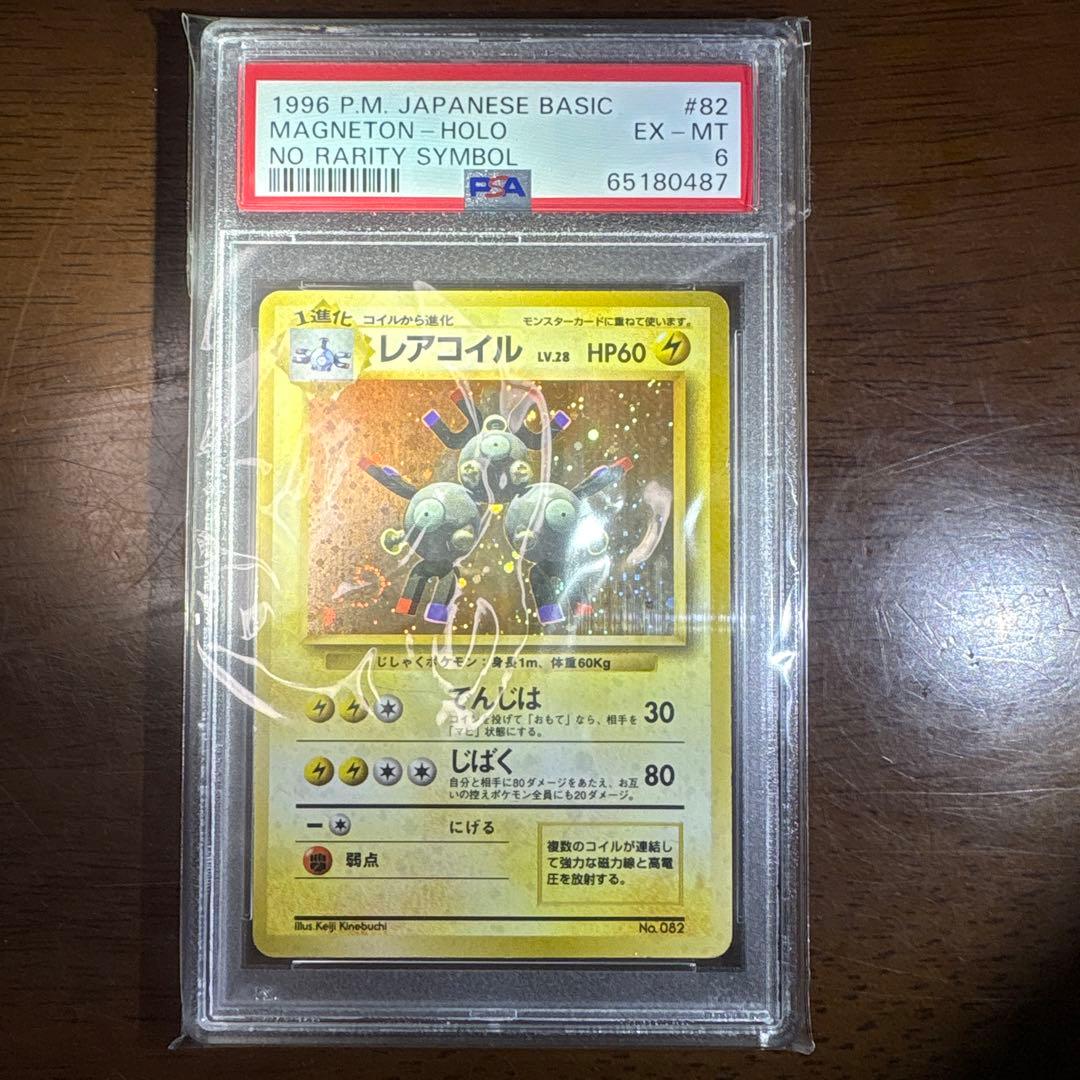 1996 P.M. JAPANESE BASIC #82
MAGNETON - HOLO EX - MT
NO RARITY SYMBOL 6
PSA 65180487
1進化 コイルから進化 モンスターカードに重ねて使います。
レアコイル LV.28 HP60
じしゃくポケモン:身長1m、体重60Kg
でんじは 30
コインを投げて「おもて」なら、相手を
「マヒ」状態にする。
じばく 80
自分と相手に80ダメージをあたえ、お互
いの控えポケモン全員にも20ダメージ。
にげる
弱点
複数のコイルが連結し
て強力な磁力線と高電
圧を放射する。
Illus. Keiji Kinebuchi No. 082